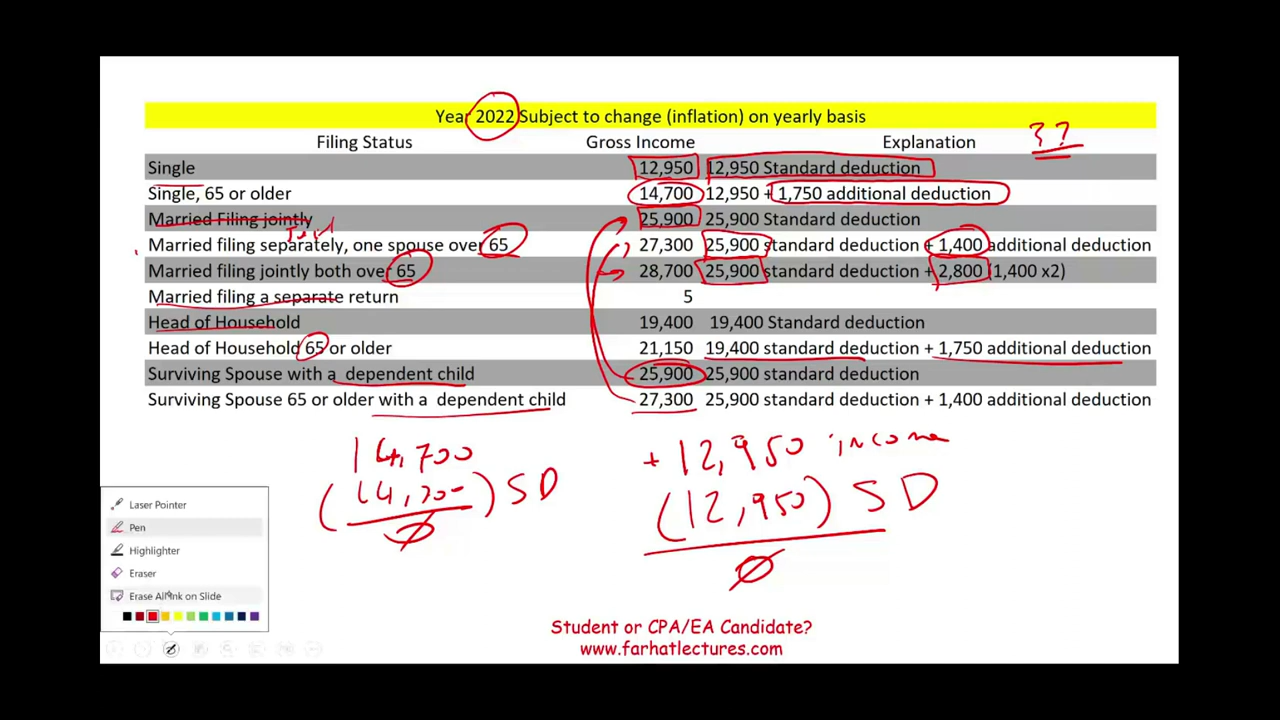 Year 2022 Subject to change (inflation) on yearly basis
Filing Status Gross Income Explanation ??
Single 12,950 12,950 Standard deduction
Single, 65 or older 14,700 12,950 + 1,750 additional deduction
Married Filing jointly 25,900 25,900 Standard deduction
Married filing separately, one spouse over 65 27,300 25,900 standard deduction + 1,400 additional deduction
Married filing jointly both over 65 28,700 25,900 standard deduction + 2,800 (1,400 x2)
Married filing a separate return 5
Head of Household 19,400 19,400 Standard deduction
Head of Household 65 or older 21,150 19,400 standard deduction + 1,750 additional deduction
Surviving Spouse with a dependent child 25,900 25,900 standard deduction
Surviving Spouse 65 or older with a dependent child 27,300 25,900 standard deduction + 1,400 additional deduction
14,700 + 12,950 income
(14,700) SD (12,950) SD
0 0
Laser Pointer
Pen
Highlighter
Eraser
Erase All Ink on Slide
Student or CPA/EA Candidate?
www.farhatlectures.com